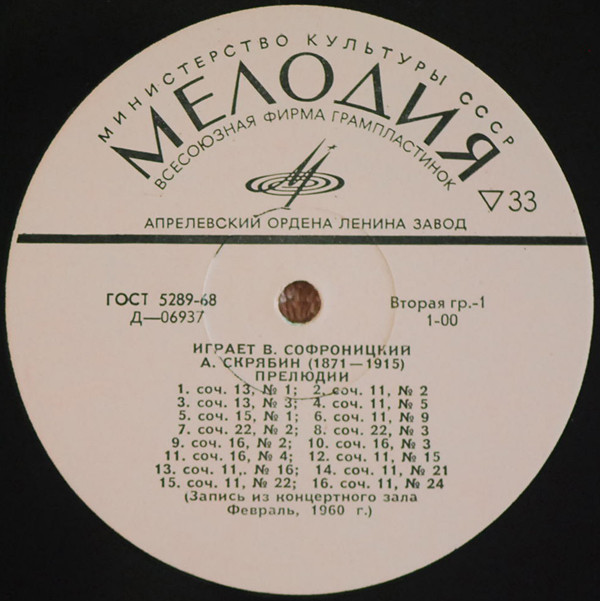 МИНИСТЕРСТВО КУЛЬТУРЫ СССР
МЕЛОДИЯ
ВСЕСОЮЗНАЯ ФИРМА ГРАМПЛАСТИНОК
▽33
АПРЕЛЕВСКИЙ ОРДЕНА ЛЕНИНА ЗАВОД
ГОСТ 5289-68
Д—06937
Вторая гр.-1
1-00
ИГРАЕТ В. СОФРОНИЦКИЙ
А. СКРЯБИН (1871—1915)
ПРЕЛЮДИИ
1. соч. 13, № 1; 2. соч. 11, № 2
3. соч. 13, № 3; 4. соч. 11, № 5
5. соч. 15, № 1; 6. соч. 11, № 9
7. соч. 22, № 2; 8. соч. 22, № 3
9. соч. 16, № 2; 10. соч. 16, № 3
11. соч. 16, № 4; 12. соч. 11, № 15
13. соч. 11,. № 16; 14. соч. 11, № 21
15. соч. 11, № 22; 16. соч. 11, № 24
(Запись из концертного зала
Февраль, 1960 г.)